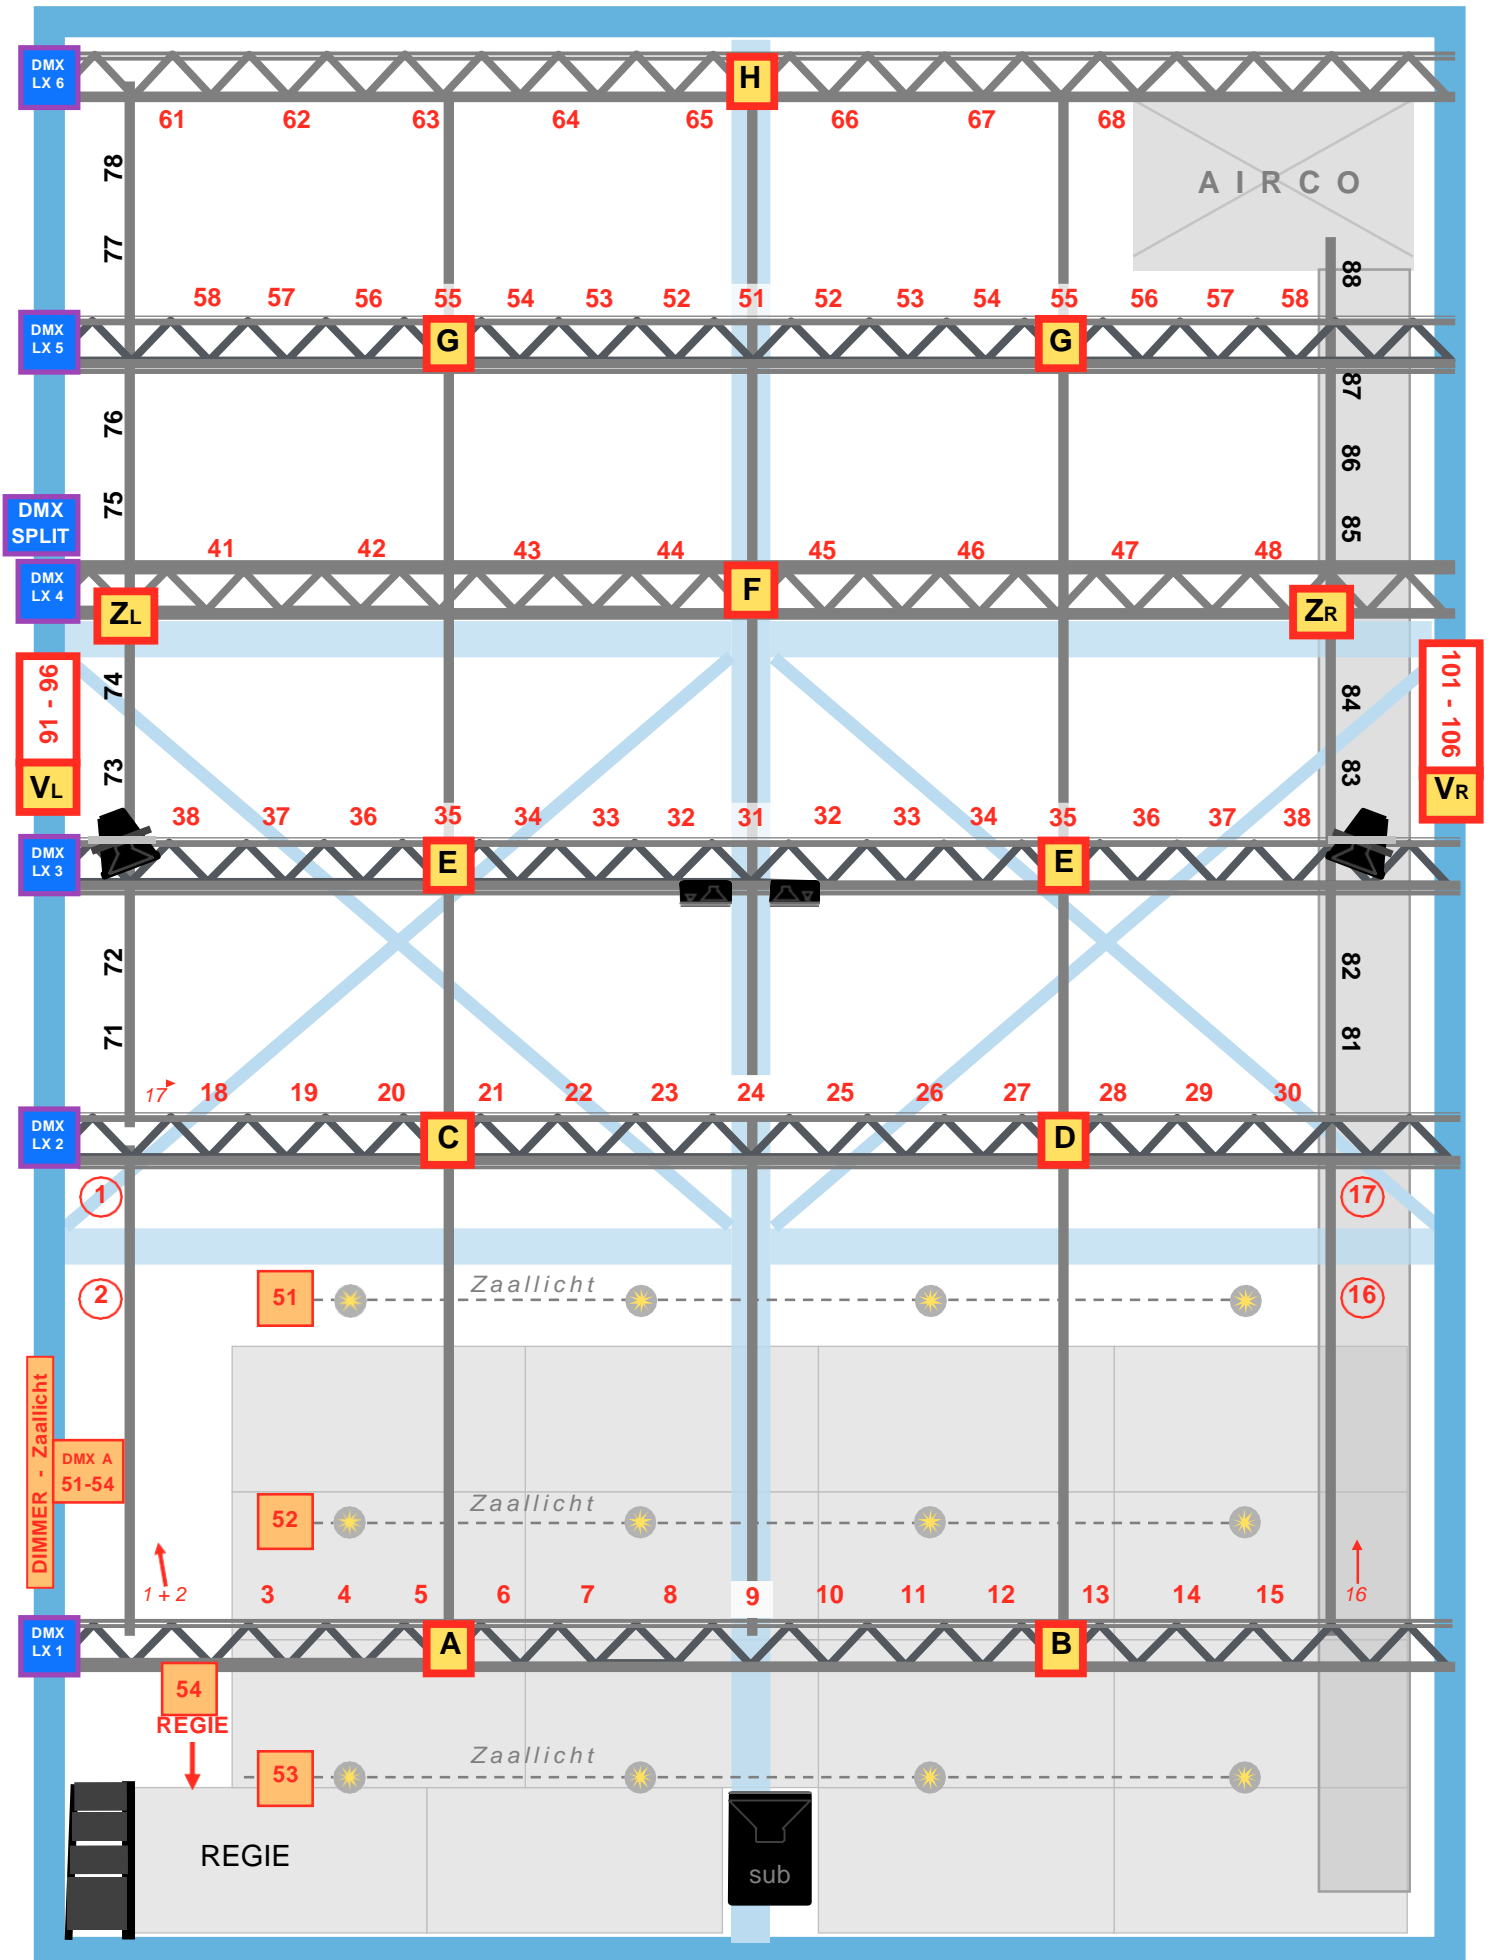 DMX
LX 6
H
61 62 63 64 65 66 67 68
78
AIRCO
77
88
58 57 56 55 54 53 52 51 52 53 54 55 56 57 58
DMX
LX 5
G G
87
76
86
75
85
DMX
SPLIT
41 42 43 44 45 46 47 48
DMX
LX 4
F
ZL ZR
91 - 96
101 - 106
74
84
73
83
VL VR
38 37 36 35 34 33 32 31 32 33 34 35 36 37 38
DMX
LX 3
E E
72
82
71
81
17 18 19 20 21 22 23 24 25 26 27 28 29 30
DMX
LX 2
C D
1 17
2 16
51 Zaallicht
DIMMER - Zaallicht
DMX A
51-54
52 Zaallicht
1 + 2 3 4 5 6 7 8 9 10 11 12 13 14 15 16
DMX
LX 1
A B
54
REGIE
53 Zaallicht
REGIE
sub